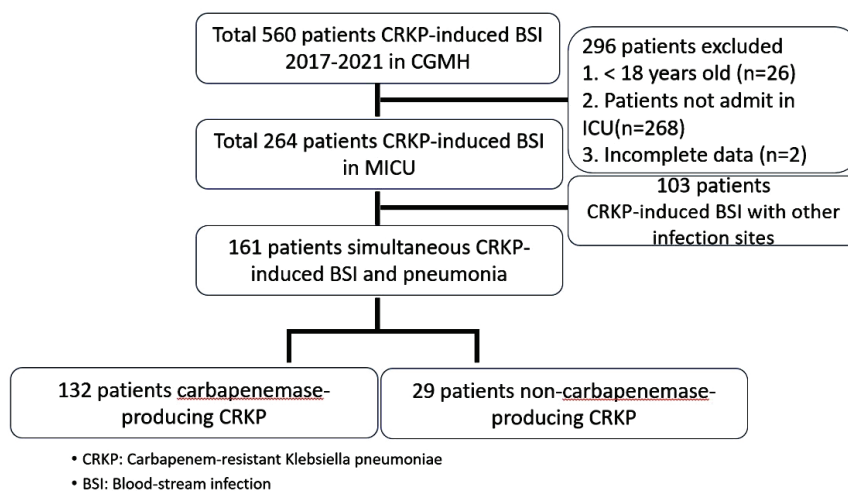 Total 560 patients CRKP-induced BSI
2017-2021 in CGMH
296 patients excluded
1. < 18 years old (n=26)
2. Patients not admit in
ICU(n=268)
3. Incomplete data (n=2)
Total 264 patients CRKP-induced BSI
in MICU
103 patients
CRKP-induced BSI with other
infection sites
161 patients simultaneous CRKP-
induced BSI and pneumonia
132 patients carbapenemase-
producing CRKP
29 patients non-carbapenemase-
producing CRKP
• CRKP: Carbapenem-resistant Klebsiella pneumoniae
• BSI: Blood-stream infection